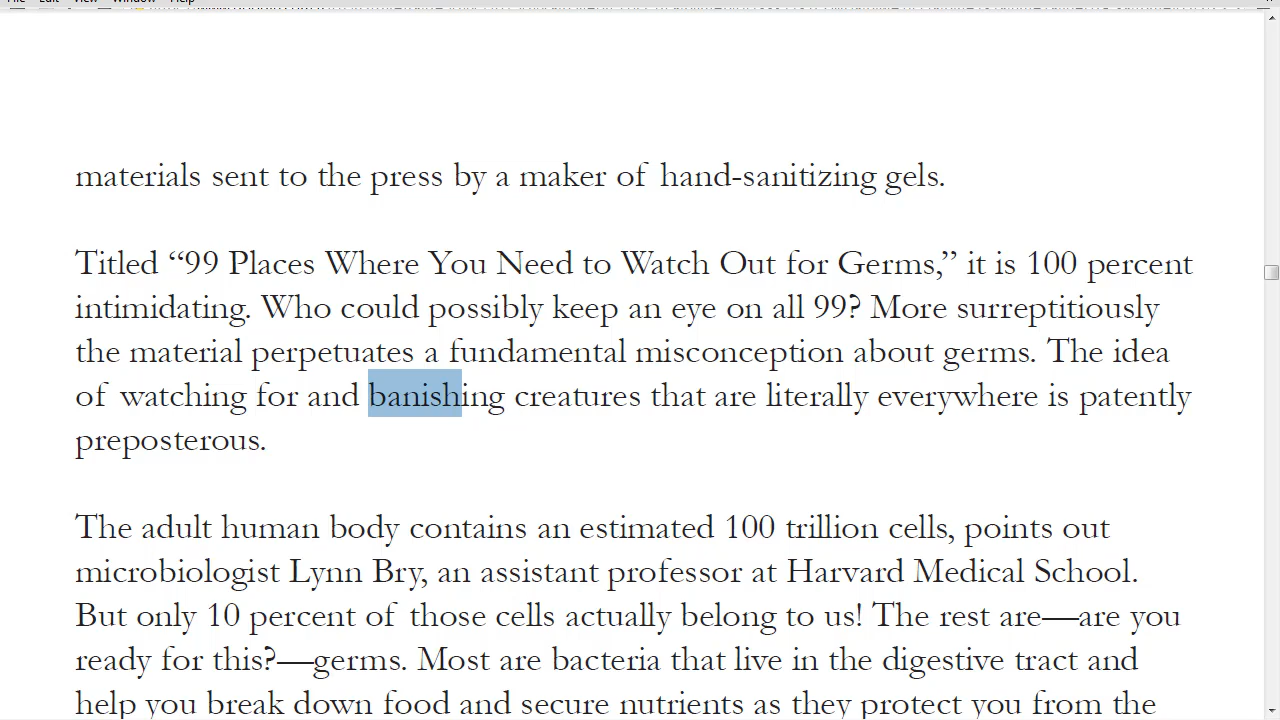 File Edit View Window Help
materials sent to the press by a maker of hand-sanitizing gels.
Titled “99 Places Where You Need to Watch Out for Germs,” it is 100 percent
intimidating. Who could possibly keep an eye on all 99? More surreptitiously
the material perpetuates a fundamental misconception about germs. The idea
of watching for and banishing creatures that are literally everywhere is patently
preposterous.
The adult human body contains an estimated 100 trillion cells, points out
microbiologist Lynn Bry, an assistant professor at Harvard Medical School.
But only 10 percent of those cells actually belong to us! The rest are—are you
ready for this?—germs. Most are bacteria that live in the digestive tract and
help you break down food and secure nutrients as they protect you from the